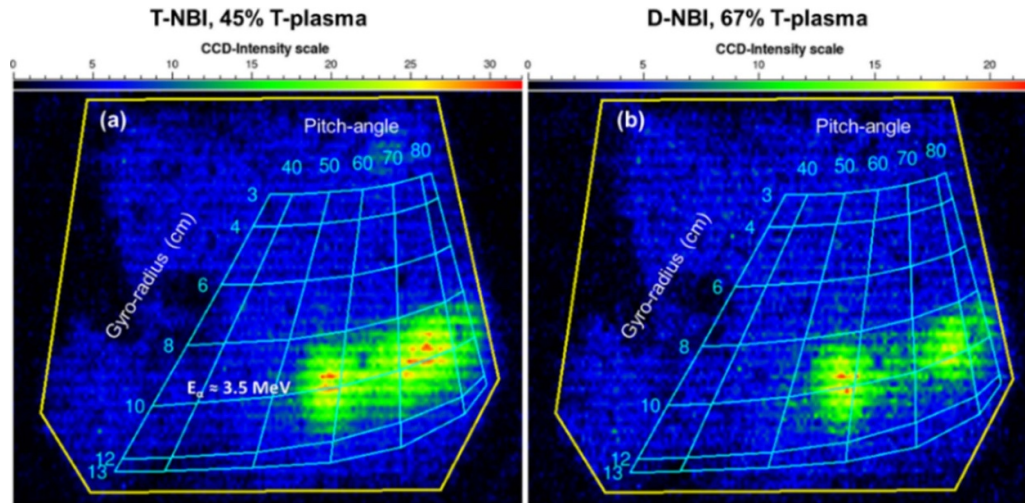 T-NBI, 45% T-plasma
CCD-Intensity scale
0 5 10 15 20 25 30
(a)
Pitch-angle
40 50 60 70 80
3
4
6
8
10
12
13
Gyro-radius (cm)
Eα ≈ 3.5 MeV
D-NBI, 67% T-plasma
CCD-Intensity scale
0 5 10 15 20
(b)
Pitch-angle
40 50 60 70 80
3
4
6
8
10
12
13
Gyro-radius (cm)